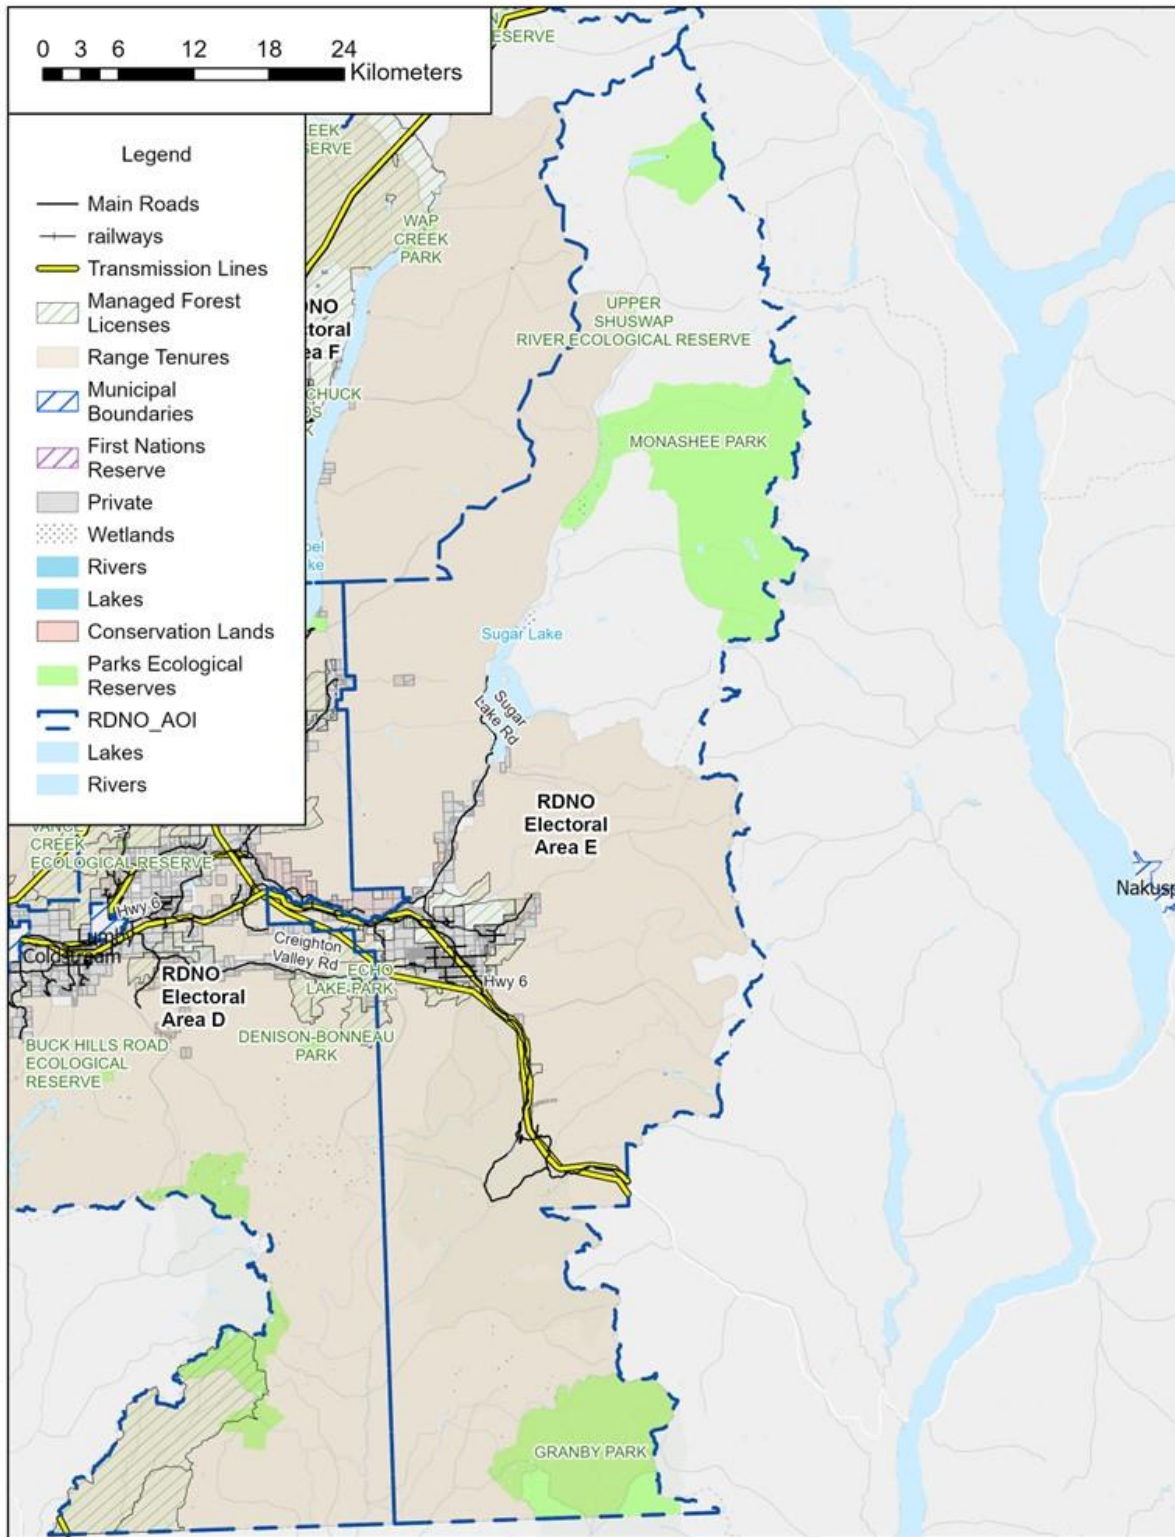 0 3 6 12 18 24
Kilometers
ESERVE
Legend
Main Roads
railways
Transmission Lines
Managed Forest
Licenses
Range Tenures
Municipal
Boundaries
First Nations
Reserve
Private
Wetlands
Rivers
Lakes
Conservation Lands
Parks Ecological
Reserves
RDNO_AOI
Lakes
Rivers
EEK
SERVE
WAP
CREEK
PARK
UPPER
SHUSWAP
RIVER ECOLOGICAL RESERVE
MONASHEE PARK
Sugar Lake
Sugar
Lake Rd
RDNO
Electoral
Area E
CREEK
ECOLOGICAL RESERVE
Hwy 6
Coldstream
Creighton
Valley Rd
RDNO
Electoral
Area D
ECHO
LAKE PARK
Hwy 6
DENISON-BONNEAU
PARK
BUCK HILLS ROAD
ECOLOGICAL
RESERVE
Nakusp
GRANBY PARK